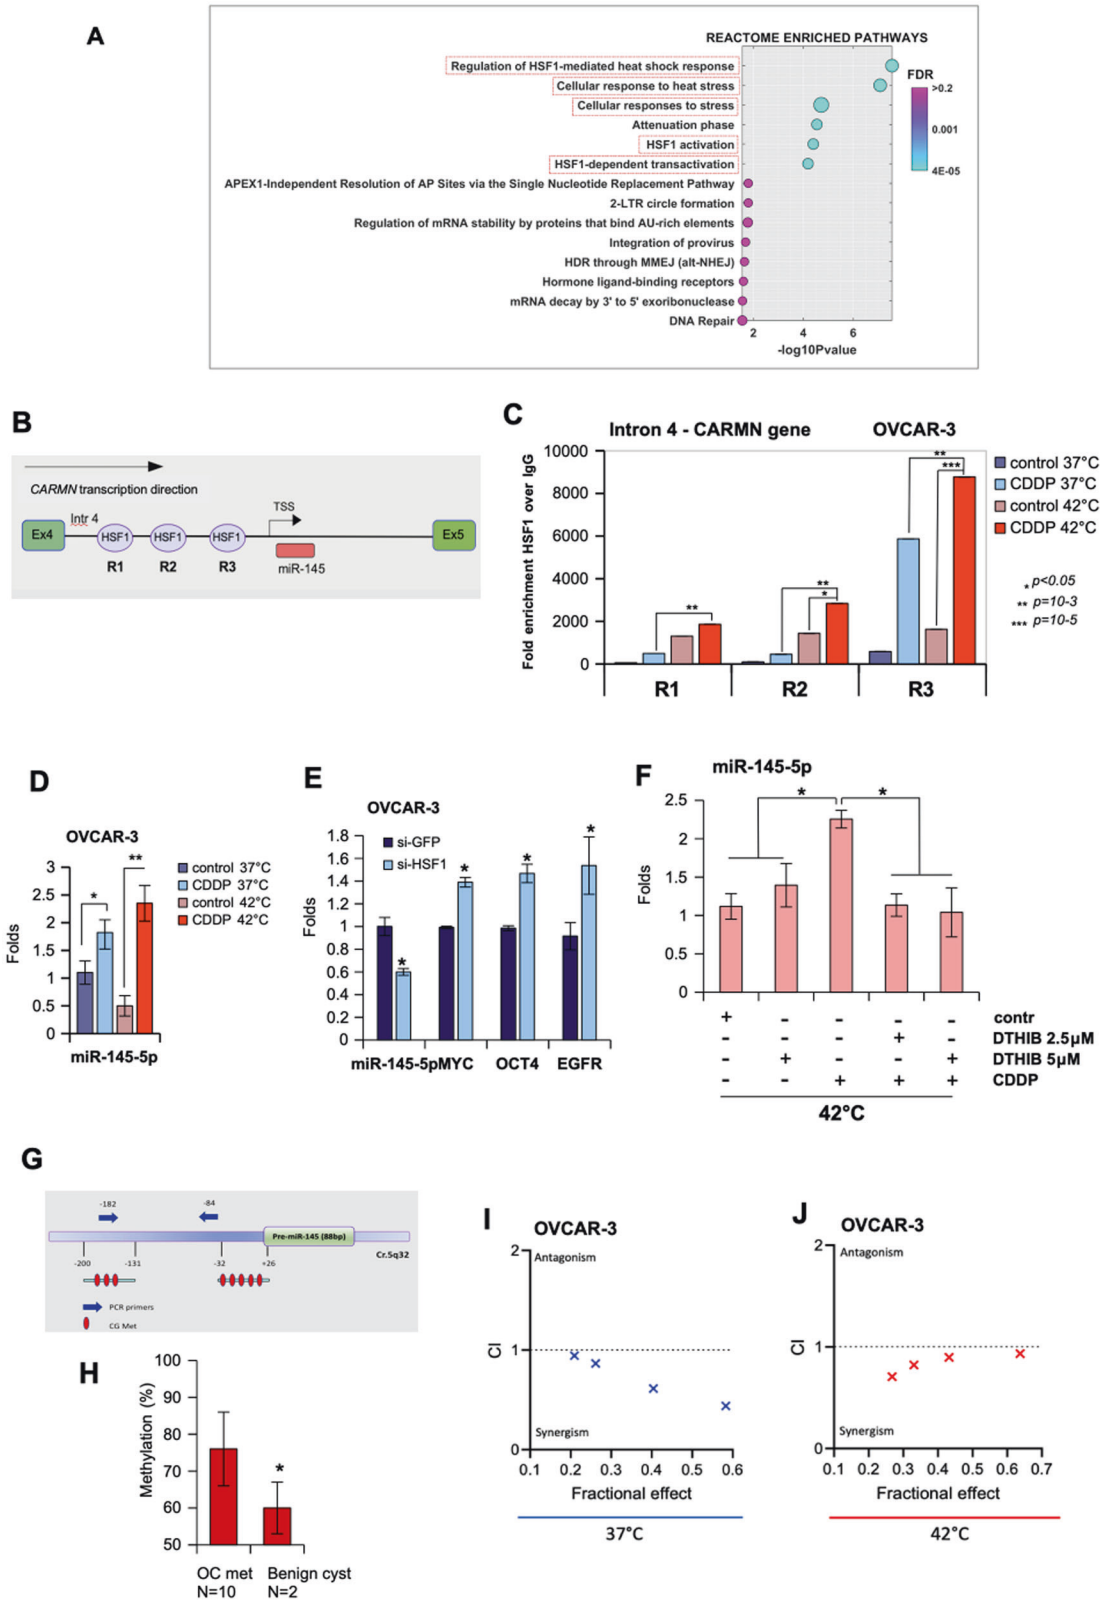 A
REACTOME ENRICHED PATHWAYS
Regulation of HSF1-mediated heat shock response
Cellular response to heat stress
Cellular responses to stress
Attenuation phase
HSF1 activation
HSF1-dependent transactivation
APEX1-Independent Resolution of AP Sites via the Single Nucleotide Replacement Pathway
2-LTR circle formation
Regulation of mRNA stability by proteins that bind AU-rich elements
Integration of provirus
HDR through MMEJ (alt-NHEJ)
Hormone ligand-binding receptors
mRNA decay by 3' to 5' exoribonuclease
DNA Repair
2 4 6
-log10Pvalue
FDR
>0.2
0.001
4E-05
B
CARMN transcription direction
Intr 4
TSS
Ex4 HSF1 HSF1 HSF1 Ex5
R1 R2 R3 miR-145
C
Intron 4 - CARMN gene OVCAR-3
Fold enrichment HSF1 over IgG
10000
8000
6000
4000
2000
0
** ** * ** ***
R1 R2 R3
control 37°C
CDDP 37°C
control 42°C
CDDP 42°C
* p<0.05
** p=10-3
*** p=10-5
D
OVCAR-3
Folds
3
2.5
2
1.5
1
0.5
0
* **
miR-145-5p
control 37°C
CDDP 37°C
control 42°C
CDDP 42°C
E
OVCAR-3
Folds
1.8
1.6
1.4
1.2
1
0.8
0.6
0.4
0.2
0
si-GFP
si-HSF1
* * * *
miR-145-5p MYC OCT4 EGFR
F
miR-145-5p
Folds
2.5
2
1.5
1
0.5
0
* *
+ - - - - contr
- - - + - DTHIB 2.5µM
- + - - + DTHIB 5µM
- - + + + CDDP
42°C
G
-182 -84
Pre-miR-145 (88bp)
Cr.5q32
-200 -131 -32 +26
PCR primers
CG Met
H
Methylation (%)
100
90
80
70
60
50
*
OC met Benign cyst
N=10 N=2
I
OVCAR-3
CI
2
1
0
Antagonism
Synergism
0.1 0.2 0.3 0.4 0.5 0.6
Fractional effect
37°C
J
OVCAR-3
CI
2
1
0
Antagonism
Synergism
0.1 0.2 0.3 0.4 0.5 0.6 0.7
Fractional effect
42°C